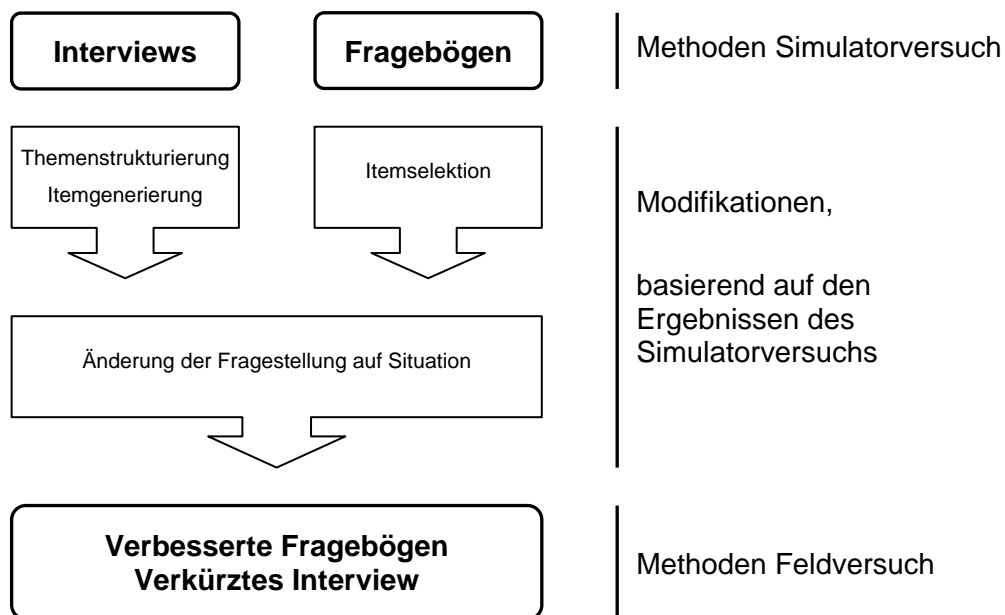 Interviews
Fragebögen
Methoden Simulatorversuch
Themenstrukturierung
Itemgenerierung
Itemselektion
Modifikationen,
basierend auf den
Ergebnissen des
Simulatorversuchs
Änderung der Fragestellung auf Situation
Verbesserte Fragebögen
Verkürztes Interview
Methoden Feldversuch